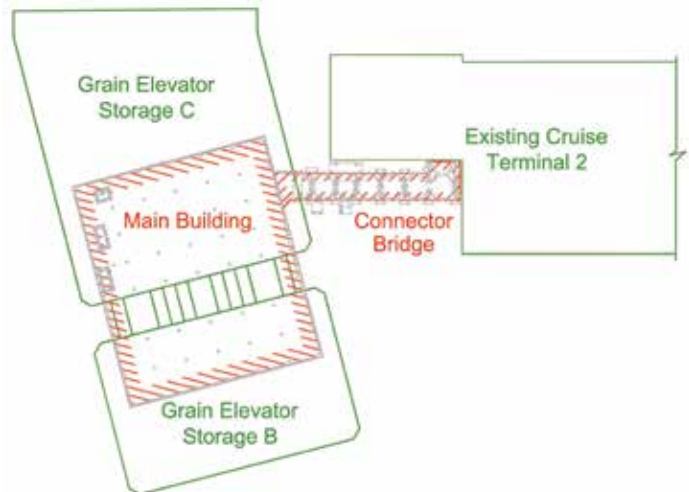 Grain Elevator
Storage C
Existing Cruise
Terminal 2
Main Building
Connector
Bridge
Grain Elevator
Storage B